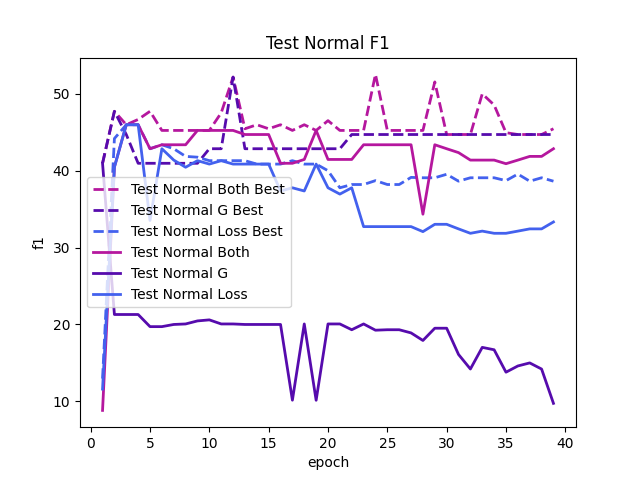 Test Normal F1
50
40
30
20
10
f1
Test Normal Both Best
Test Normal G Best
Test Normal Loss Best
Test Normal Both
Test Normal G
Test Normal Loss
0 5 10 15 20 25 30 35 40
epoch